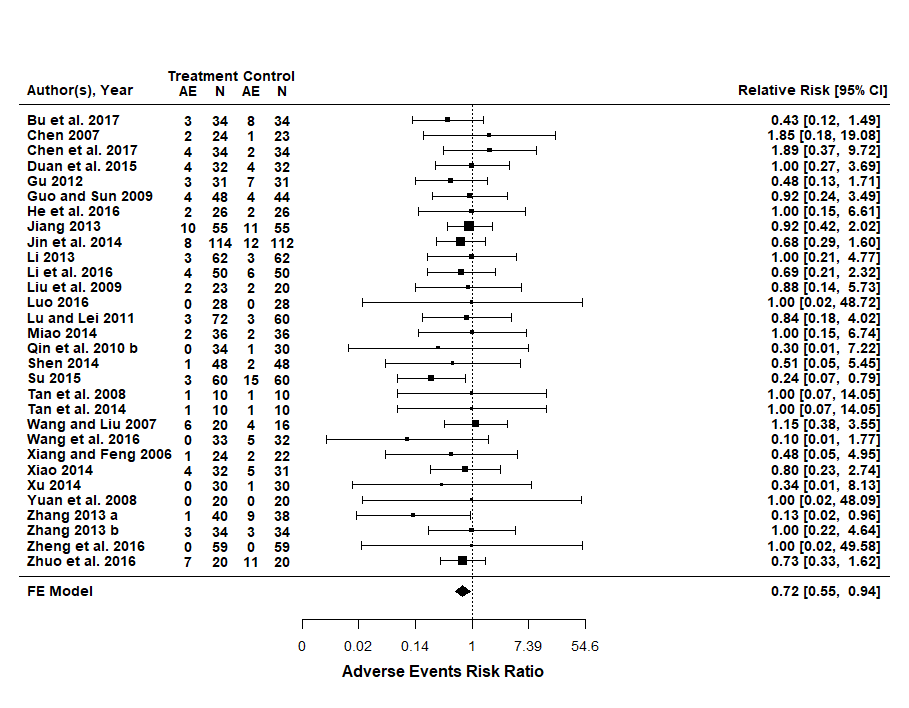 Treatment Control
Author(s), Year AE N AE N Relative Risk [95% CI]
Bu et al. 2017 3 34 8 34 0.43 [0.12, 1.49]
Chen 2007 2 24 1 23 1.85 [0.18, 19.08]
Chen et al. 2017 4 34 2 34 1.89 [0.37, 9.72]
Duan et al. 2015 4 32 4 32 1.00 [0.27, 3.69]
Gu 2012 3 31 7 31 0.48 [0.13, 1.71]
Guo and Sun 2009 4 48 4 44 0.92 [0.24, 3.49]
He et al. 2016 2 26 2 26 1.00 [0.15, 6.61]
Jiang 2013 10 55 11 55 0.92 [0.42, 2.02]
Jin et al. 2014 8 114 12 112 0.68 [0.29, 1.60]
Li 2013 3 62 3 62 1.00 [0.21, 4.77]
Li et al. 2016 4 50 6 50 0.69 [0.21, 2.32]
Liu et al. 2009 2 23 2 20 0.88 [0.14, 5.73]
Luo 2016 0 28 0 28 1.00 [0.02, 48.72]
Lu and Lei 2011 3 72 3 60 0.84 [0.18, 4.02]
Miao 2014 2 36 2 36 1.00 [0.15, 6.74]
Qin et al. 2010 b 0 34 1 30 0.30 [0.01, 7.22]
Shen 2014 1 48 2 48 0.51 [0.05, 5.45]
Su 2015 3 60 15 60 0.24 [0.07, 0.79]
Tan et al. 2008 1 10 1 10 1.00 [0.07, 14.05]
Tan et al. 2014 1 10 1 10 1.00 [0.07, 14.05]
Wang and Liu 2007 6 20 4 16 1.15 [0.38, 3.55]
Wang et al. 2016 0 33 5 32 0.10 [0.01, 1.77]
Xiang and Feng 2006 1 24 2 22 0.48 [0.05, 4.95]
Xiao 2014 4 32 5 31 0.80 [0.23, 2.74]
Xu 2014 0 30 1 30 0.34 [0.01, 8.13]
Yuan et al. 2008 0 20 0 20 1.00 [0.02, 48.09]
Zhang 2013 a 1 40 9 38 0.13 [0.02, 0.96]
Zhang 2013 b 3 34 3 34 1.00 [0.22, 4.64]
Zheng et al. 2016 0 59 0 59 1.00 [0.02, 49.58]
Zhuo et al. 2016 7 20 11 20 0.73 [0.33, 1.62]
FE Model 0.72 [0.55, 0.94]
0 0.02 0.14 1 7.39 54.6
Adverse Events Risk Ratio